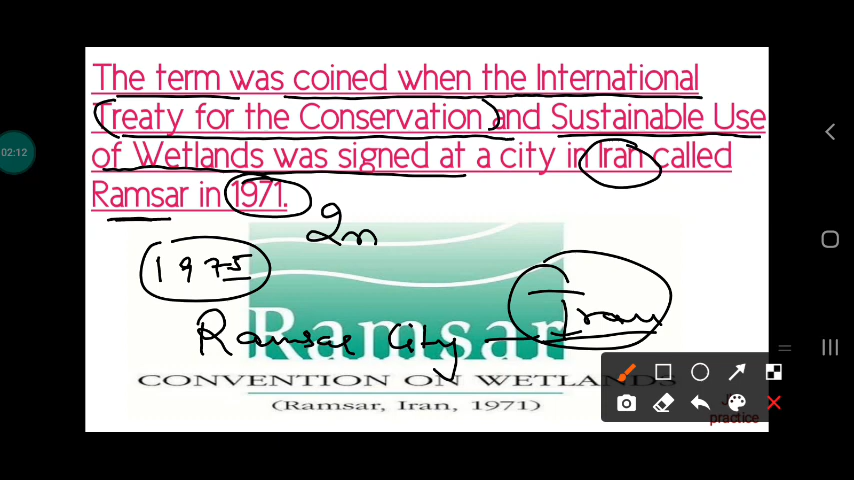 The term was coined when the International
Treaty for the Conservation and Sustainable Use
of Wetlands was signed at a city in Iran called
Ramsar in 1971.
02:12
1975
Ramsar
Ramsar City Iran
CONVENTION ON WETLANDS
(Ramsar, Iran, 1971)
practice